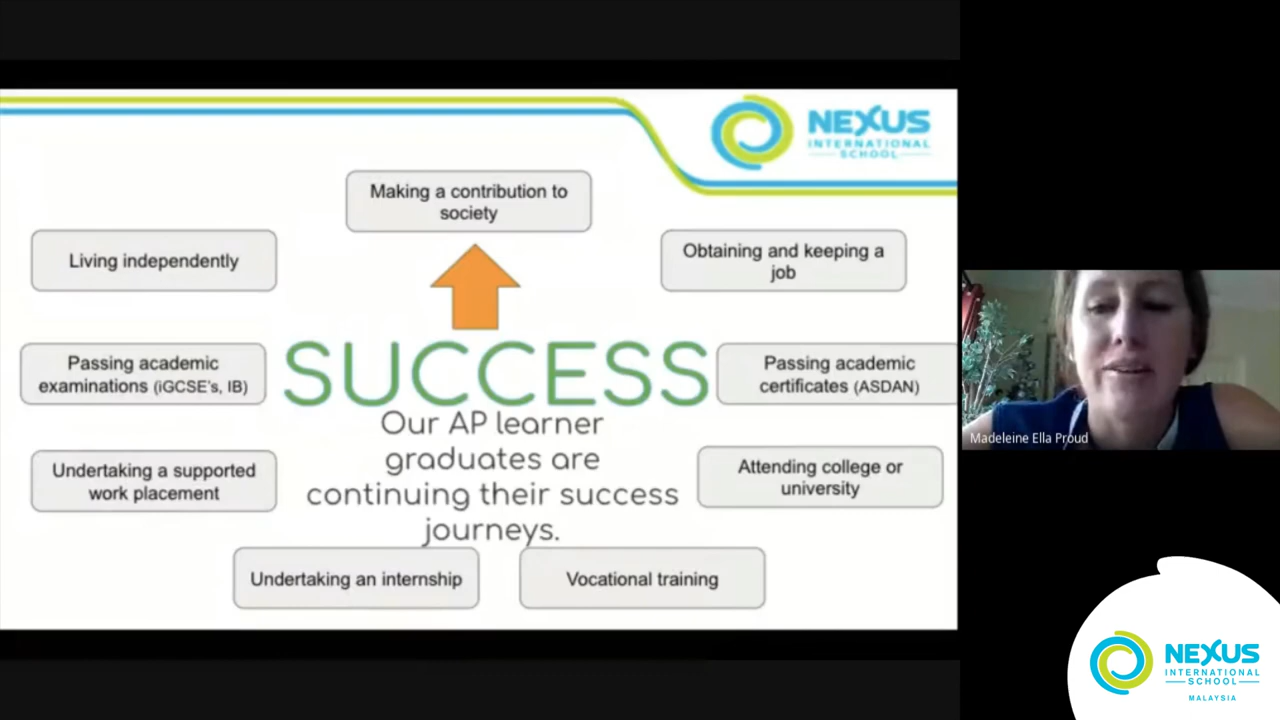 NEXUS
INTERNATIONAL
SCHOOL
Making a contribution to
society
Living independently
Obtaining and keeping a
job
Passing academic
examinations (iGCSE's, IB)
SUCCESS
Passing academic
certificates (ASDAN)
Our AP learner
graduates are
continuing their success
journeys.
Undertaking a supported
work placement
Attending college or
university
Undertaking an internship
Vocational training
Madeleine Ella Proud
NEXUS
INTERNATIONAL
SCHOOL
MALAYSIA